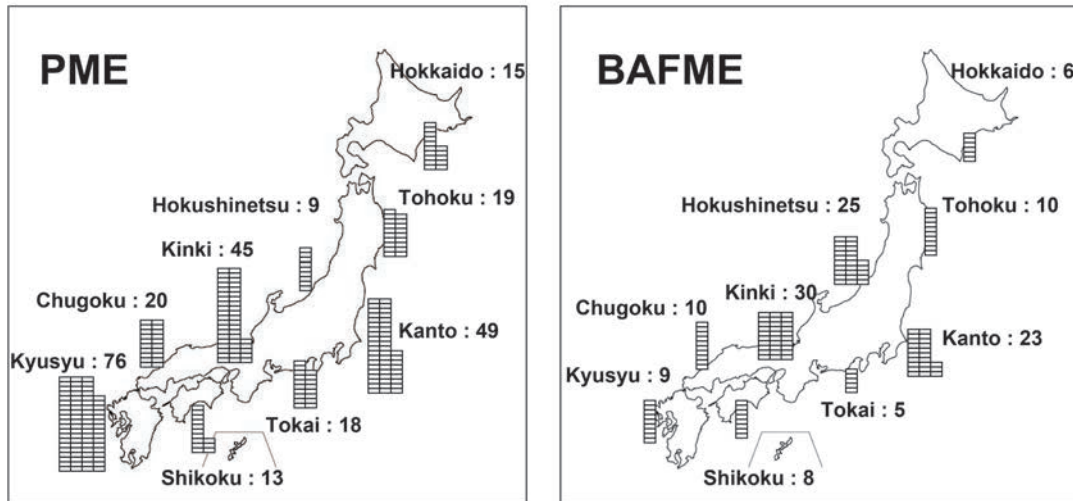 PME
Hokkaido : 15
Hokushinetsu : 9
Tohoku : 19
Kinki : 45
Chugoku : 20
Kanto : 49
Kyusyu : 76
Tokai : 18
Shikoku : 13
BAFME
Hokkaido : 6
Hokushinetsu : 25
Tohoku : 10
Kinki : 30
Chugoku : 10
Kanto : 23
Kyusyu : 9
Tokai : 5
Shikoku : 8